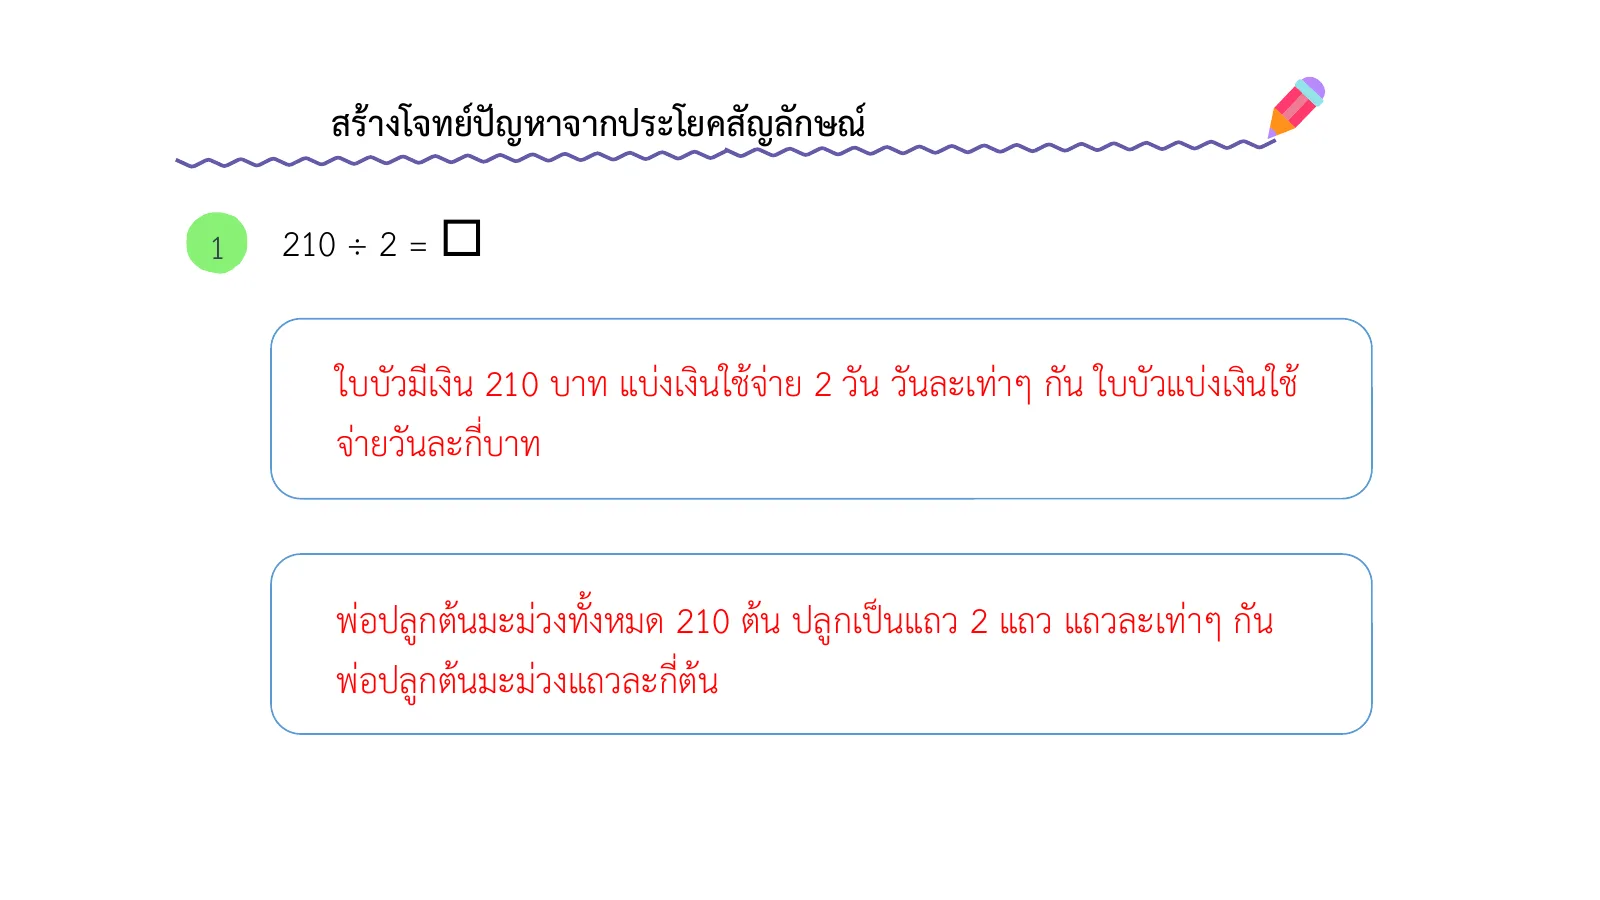 สร้างโจทย์ปัญหาจากประโยคสัญลักษณ์
1 210 ÷ 2 = □
ใบบัวมีเงิน 210 บาท แบ่งเงินใช้จ่าย 2 วัน วันละเท่าๆ กัน ใบบัวแบ่งเงินใช้
จ่ายวันละกี่บาท
พ่อปลูกต้นมะม่วงทั้งหมด 210 ต้น ปลูกเป็นแถว 2 แถว แถวละเท่าๆ กัน
พ่อปลูกต้นมะม่วงแถวละกี่ต้น